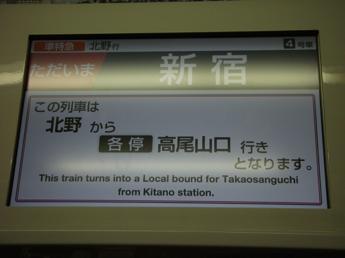 準特急 北野行 4号車
ただいま 新宿
この列車は
北野 から
各停 高尾山口 行き
となります。
This train turns into a Local bound for Takaosanguchi
from Kitano station.